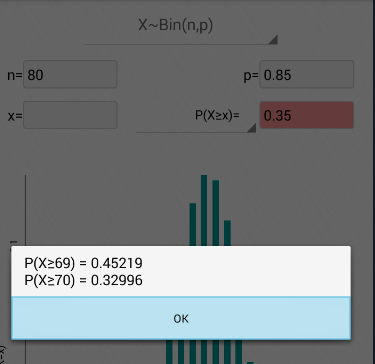 X~Bin(n,p)
n= 80 p= 0.85
x= P(X≥x)= 0.35
P(X≥69) = 0.45219
P(X≥70) = 0.32996
OK